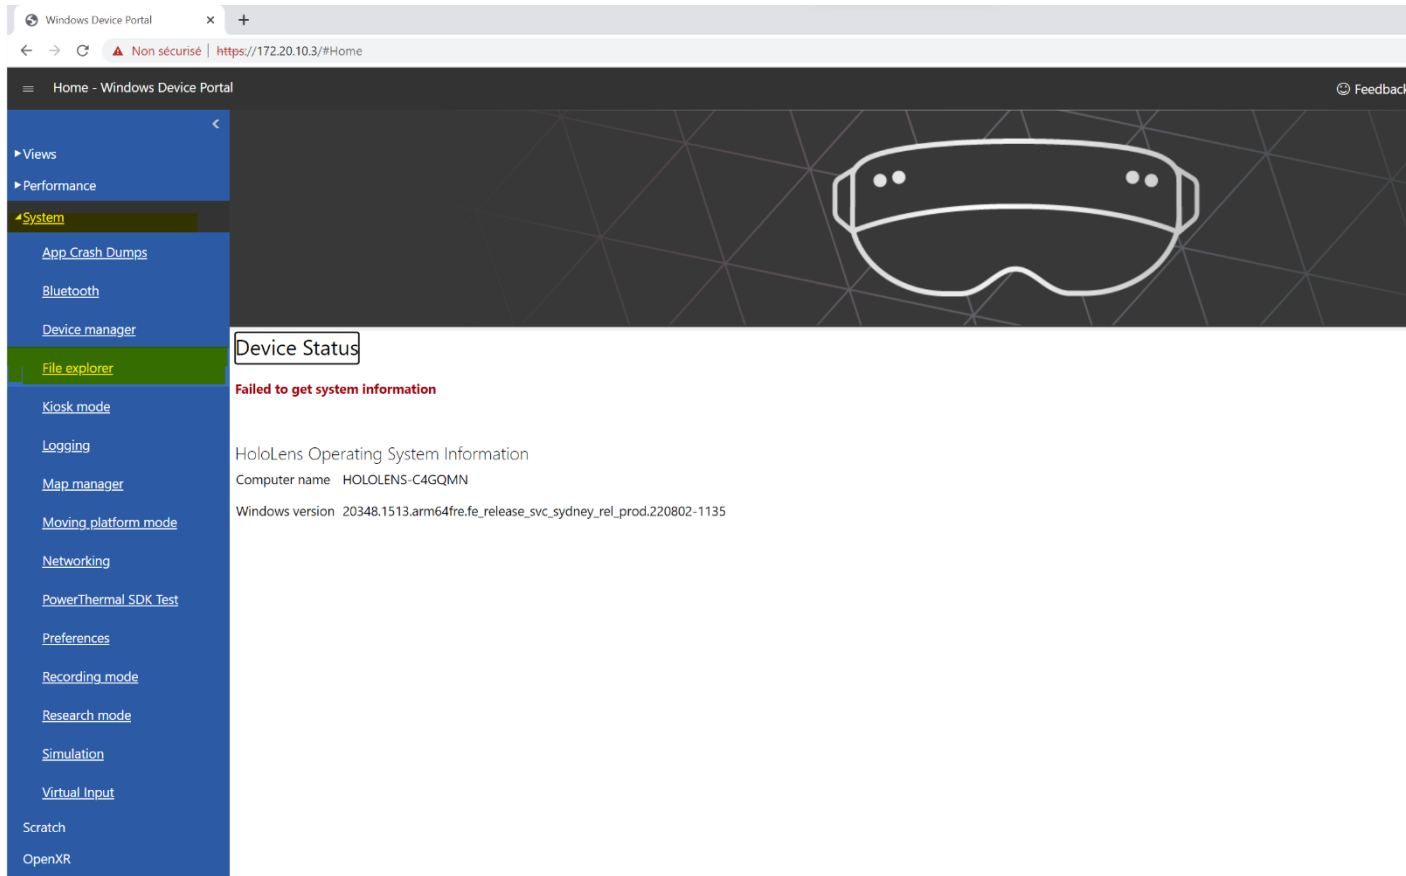 Windows Device Portal
Non sécurisé | https://172.20.10.3/#Home
Home - Windows Device Portal
Feedback
Views
Performance
System
App Crash Dumps
Bluetooth
Device manager
File explorer
Kiosk mode
Logging
Map manager
Moving platform mode
Networking
PowerThermal SDK Test
Preferences
Recording mode
Research mode
Simulation
Virtual Input
Scratch
OpenXR
Device Status
Failed to get system information
HoloLens Operating System Information
Computer name HOLOLENS-C4GQMN
Windows version 20348.1513.arm64fre.fe_release_svc_sydney_rel_prod.220802-1135